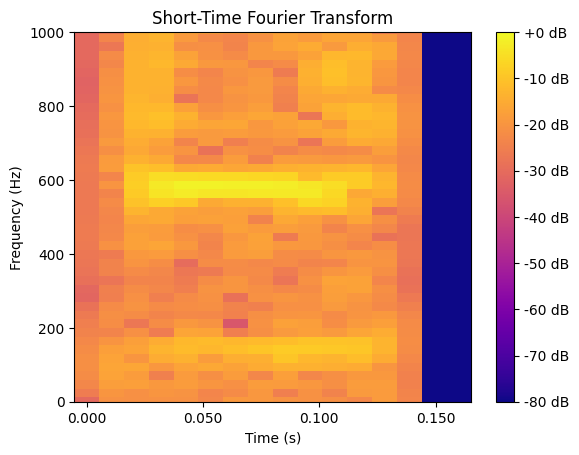 Short-Time Fourier Transform
1000
800
600
400
200
0
Frequency (Hz)
0.000
0.050
0.100
0.150
Time (s)
+0 dB
-10 dB
-20 dB
-30 dB
-40 dB
-50 dB
-60 dB
-70 dB
-80 dB